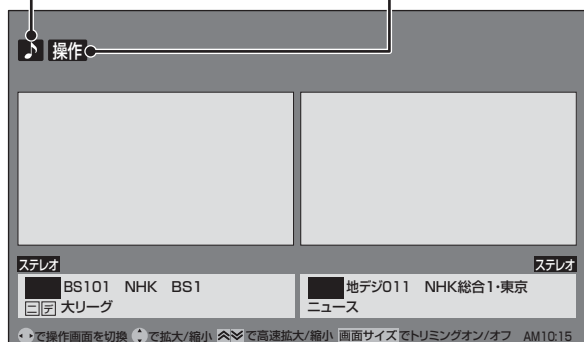 ♪ 操作
ステレオ
ステレオ
BS101 NHK BS1
二 デ 大リーグ
地デジ011 NHK総合1・東京
ニュース
で操作画面を切換 で拡大/縮小 で高速拡大/縮小 画面サイズでトリミングオン/オフ AM10:15